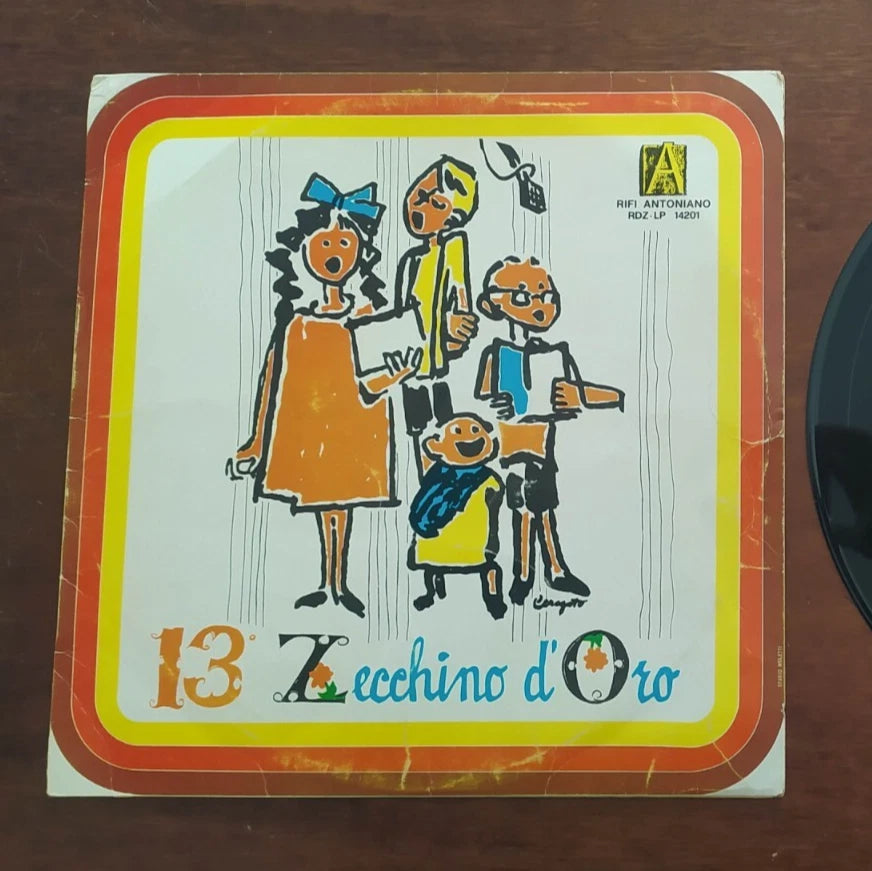 A
RIFI ANTONIANO
RDZ-LP 14201
13° Zecchino d'Oro